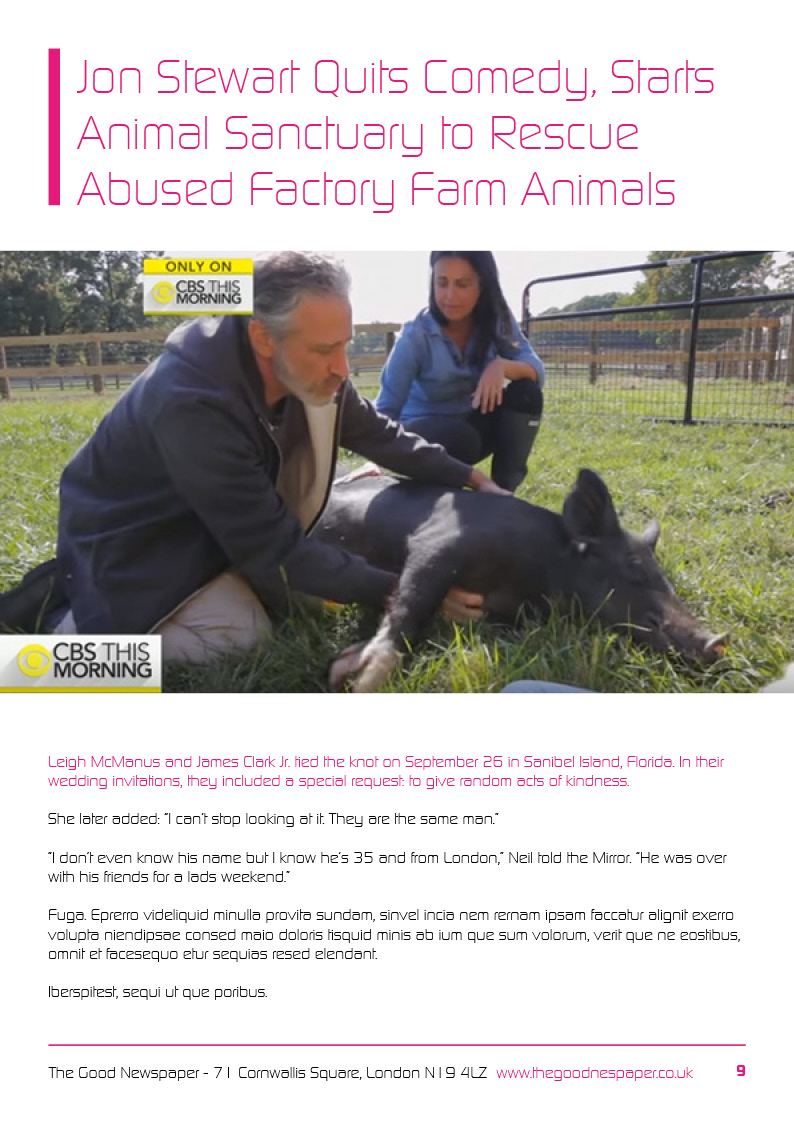 Jon Stewart Quits Comedy, Starts
Animal Sanctuary to Rescue
Abused Factory Farm Animals
ONLY ON
CBS THIS
MORNING
CBS THIS
MORNING
Leigh McManus and James Clark Jr. tied the knot on September 26 in Sanibel Island, Florida. In their
wedding invitations, they included a special request: to give random acts of kindness.
She later added: “I can’t stop looking at it. They are the same man.”
“I don’t even know his name but I know he’s 35 and from London,” Neil told the Mirror. “He was over
with his friends for a lads weekend.”
Fuga. Eprerro videliquid minulla provita sundam, sinvel incia nem rernam ipsam faccatur alignit exerro
volupta niendipsae consed maio doloris tisquid minis ab ium que sum volorum, verit que ne eostibus,
omnit et facesequo etur sequias resed elendant.
Iberspitest, sequi ut que poribus.
The Good Newspaper - 71 Cornwallis Square, London N19 4LZ www.thegoodnespaper.co.uk 9